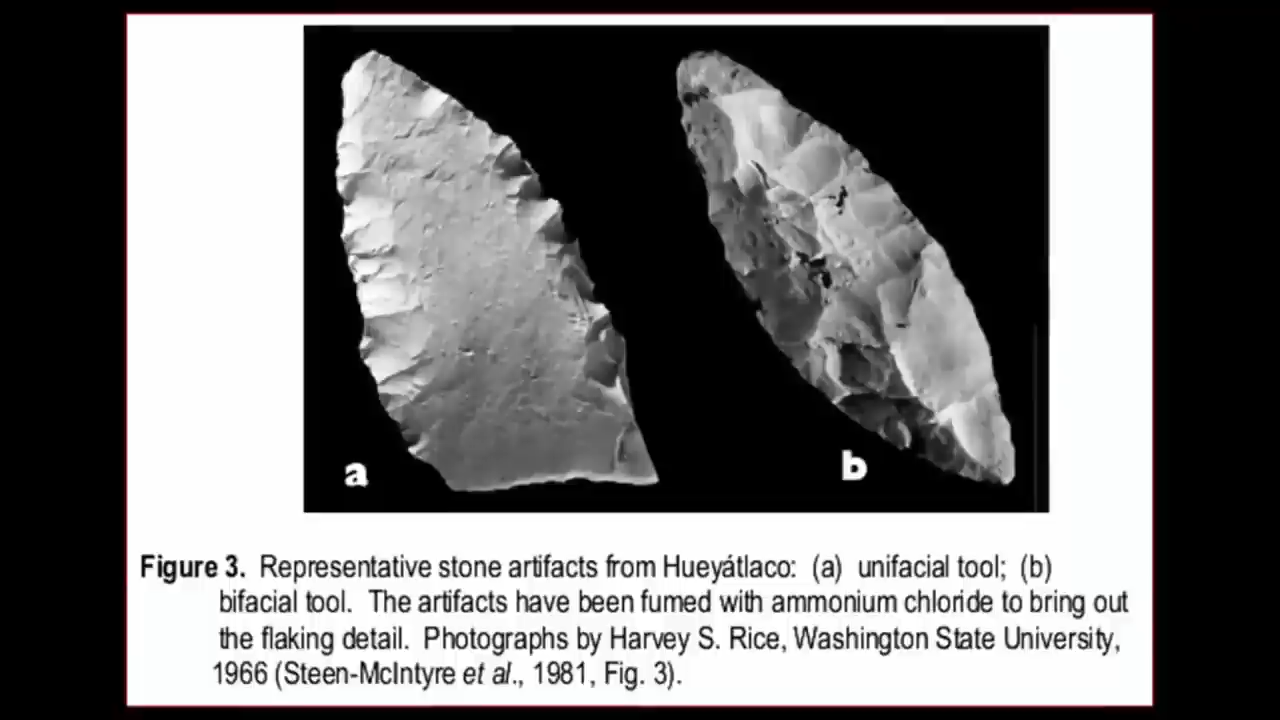 a
b
Figure 3. Representative stone artifacts from Hueyátlaco: (a) unifacial tool; (b)
bifacial tool. The artifacts have been fumed with ammonium chloride to bring out
the flaking detail. Photographs by Harvey S. Rice, Washington State University,
1966 (Steen-McIntyre et al., 1981, Fig. 3).